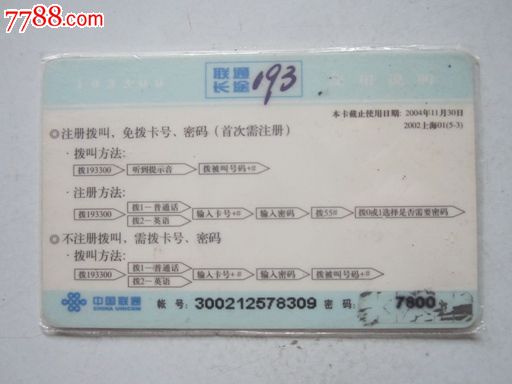 7788.com
193300
联通
长途
193
使用说明
本卡截止使用日期: 2004年11月30日
2002上海01(5-3)
◎注册拨叫，免拨卡号、密码（首次需注册）
· 拨叫方法:
拨193300 听到提示音 拨被叫号码+#
· 注册方法:
拨193300 拨1－普通话 拨2－英语 输入卡号+# 输入密码 拨55# 拨0或1选择是否需要密码
◎不注册拨叫，需拨卡号、密码
· 拨叫方法:
拨193300 拨1－普通话 拨2－英语 输入卡号+# 输入密码 拨被叫号码+#
中国联通 帐 号: 300212578309 密 码: 7800
CHINA UNICOM